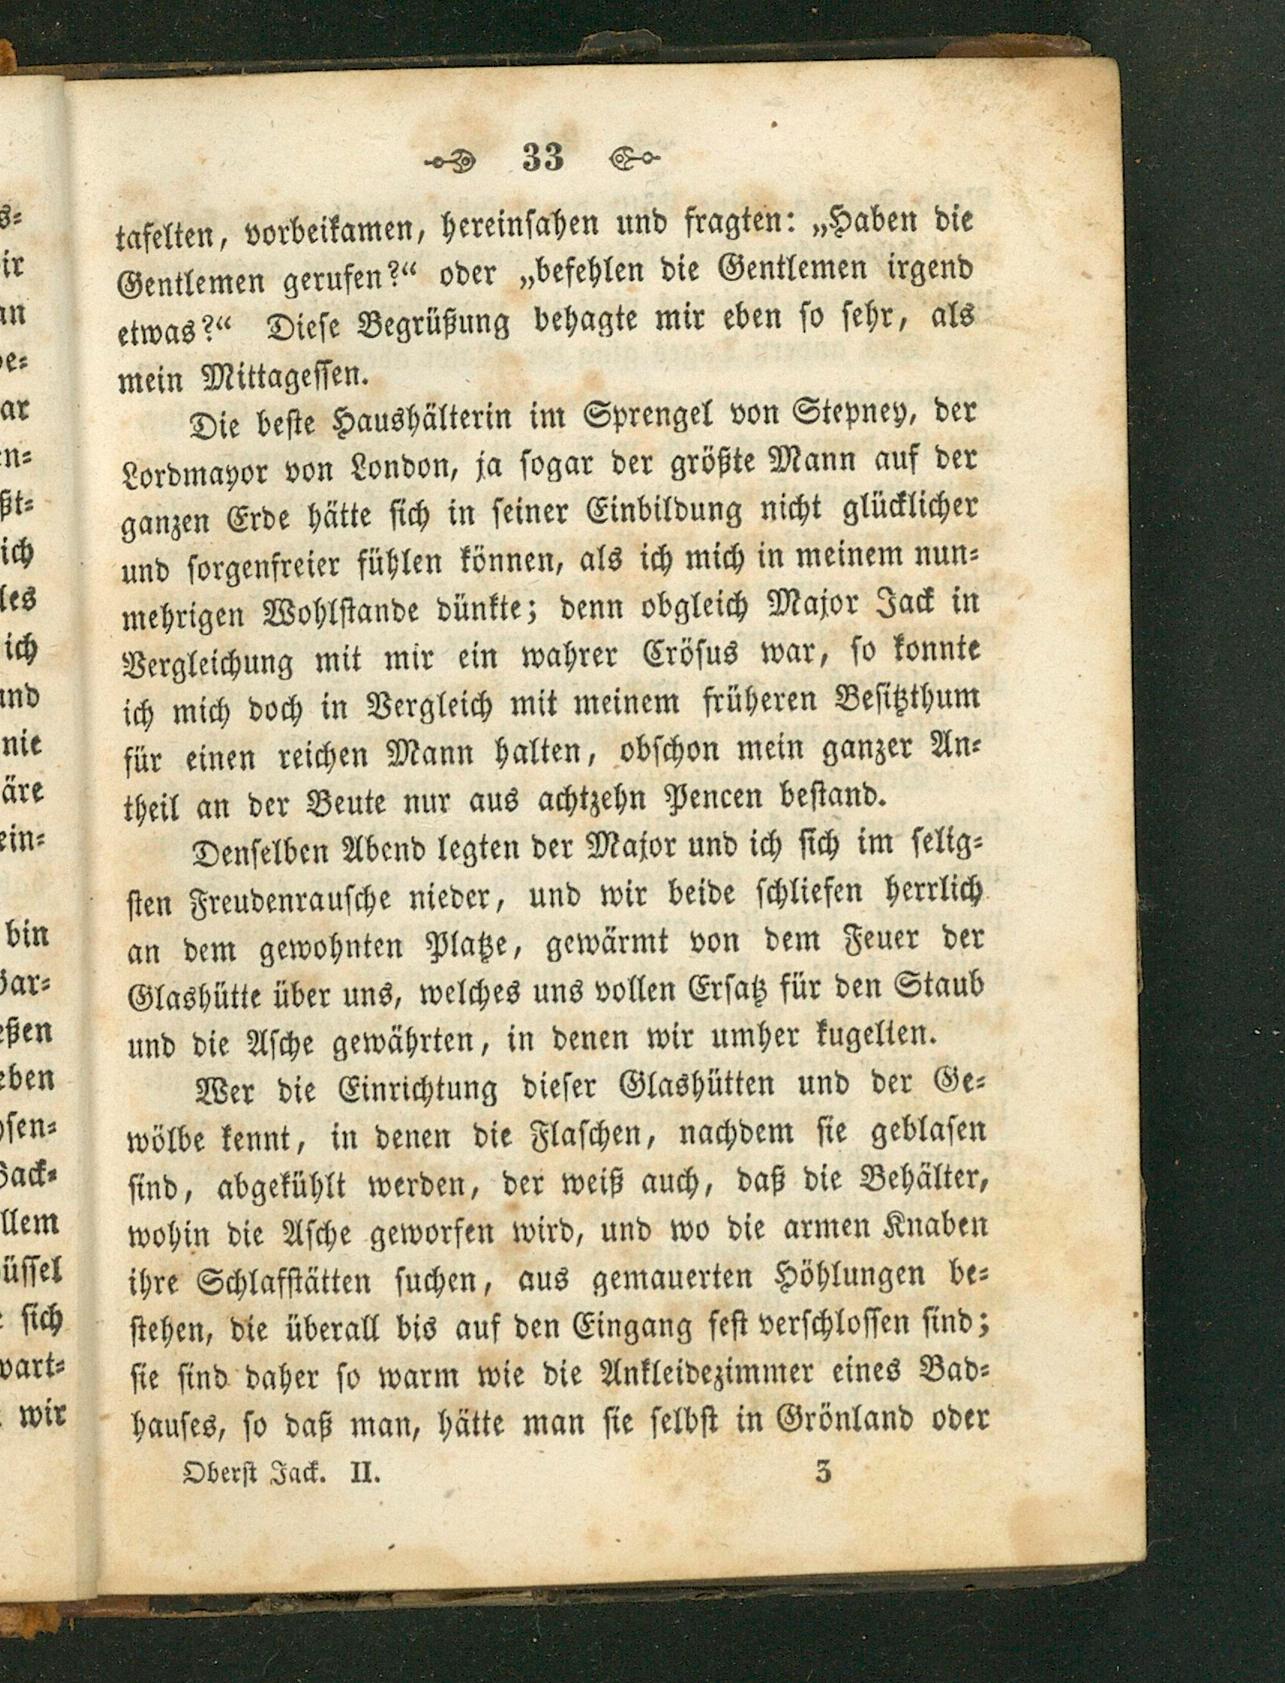 33
tafelten, vorbeikamen, hereinsahen und fragten: „Haben die
Gentlemen gerufen?“ oder „befehlen die Gentlemen irgend
etwas?“ Diese Begrüßung behagte mir eben so sehr, als
mein Mittagessen.
Die beste Haushälterin im Sprengel von Stepney, der
Lordmayor von London, ja sogar der größte Mann auf der
ganzen Erde hätte sich in seiner Einbildung nicht glücklicher
und sorgenfreier fühlen können, als ich mich in meinem nun-
mehrigen Wohlstande dünkte; denn obgleich Major Jack in
Vergleichung mit mir ein wahrer Crösus war, so konnte
ich mich doch in Vergleich mit meinem früheren Besitzthum
für einen reichen Mann halten, obschon mein ganzer An-
theil an der Beute nur aus achtzehn Pencen bestand.
Denselben Abend legten der Major und ich sich im selig-
sten Freudenrausche nieder, und wir beide schliefen herrlich
an dem gewohnten Platze, gewärmt von dem Feuer der
Glashütte über uns, welches uns vollen Ersatz für den Staub
und die Asche gewährten, in denen wir umher kugelten.
Wer die Einrichtung dieser Glashütten und der Ge-
wölbe kennt, in denen die Flaschen, nachdem sie geblasen
sind, abgekühlt werden, der weiß auch, daß die Behälter,
wohin die Asche geworfen wird, und wo die armen Knaben
ihre Schlafstätten suchen, aus gemauerten Höhlungen be-
stehen, die überall bis auf den Eingang fest verschlossen sind;
sie sind daher so warm wie die Ankleidezimmer eines Bad-
hauses, so daß man, hätte man sie selbst in Grönland oder
Oberst Jack. II. 3